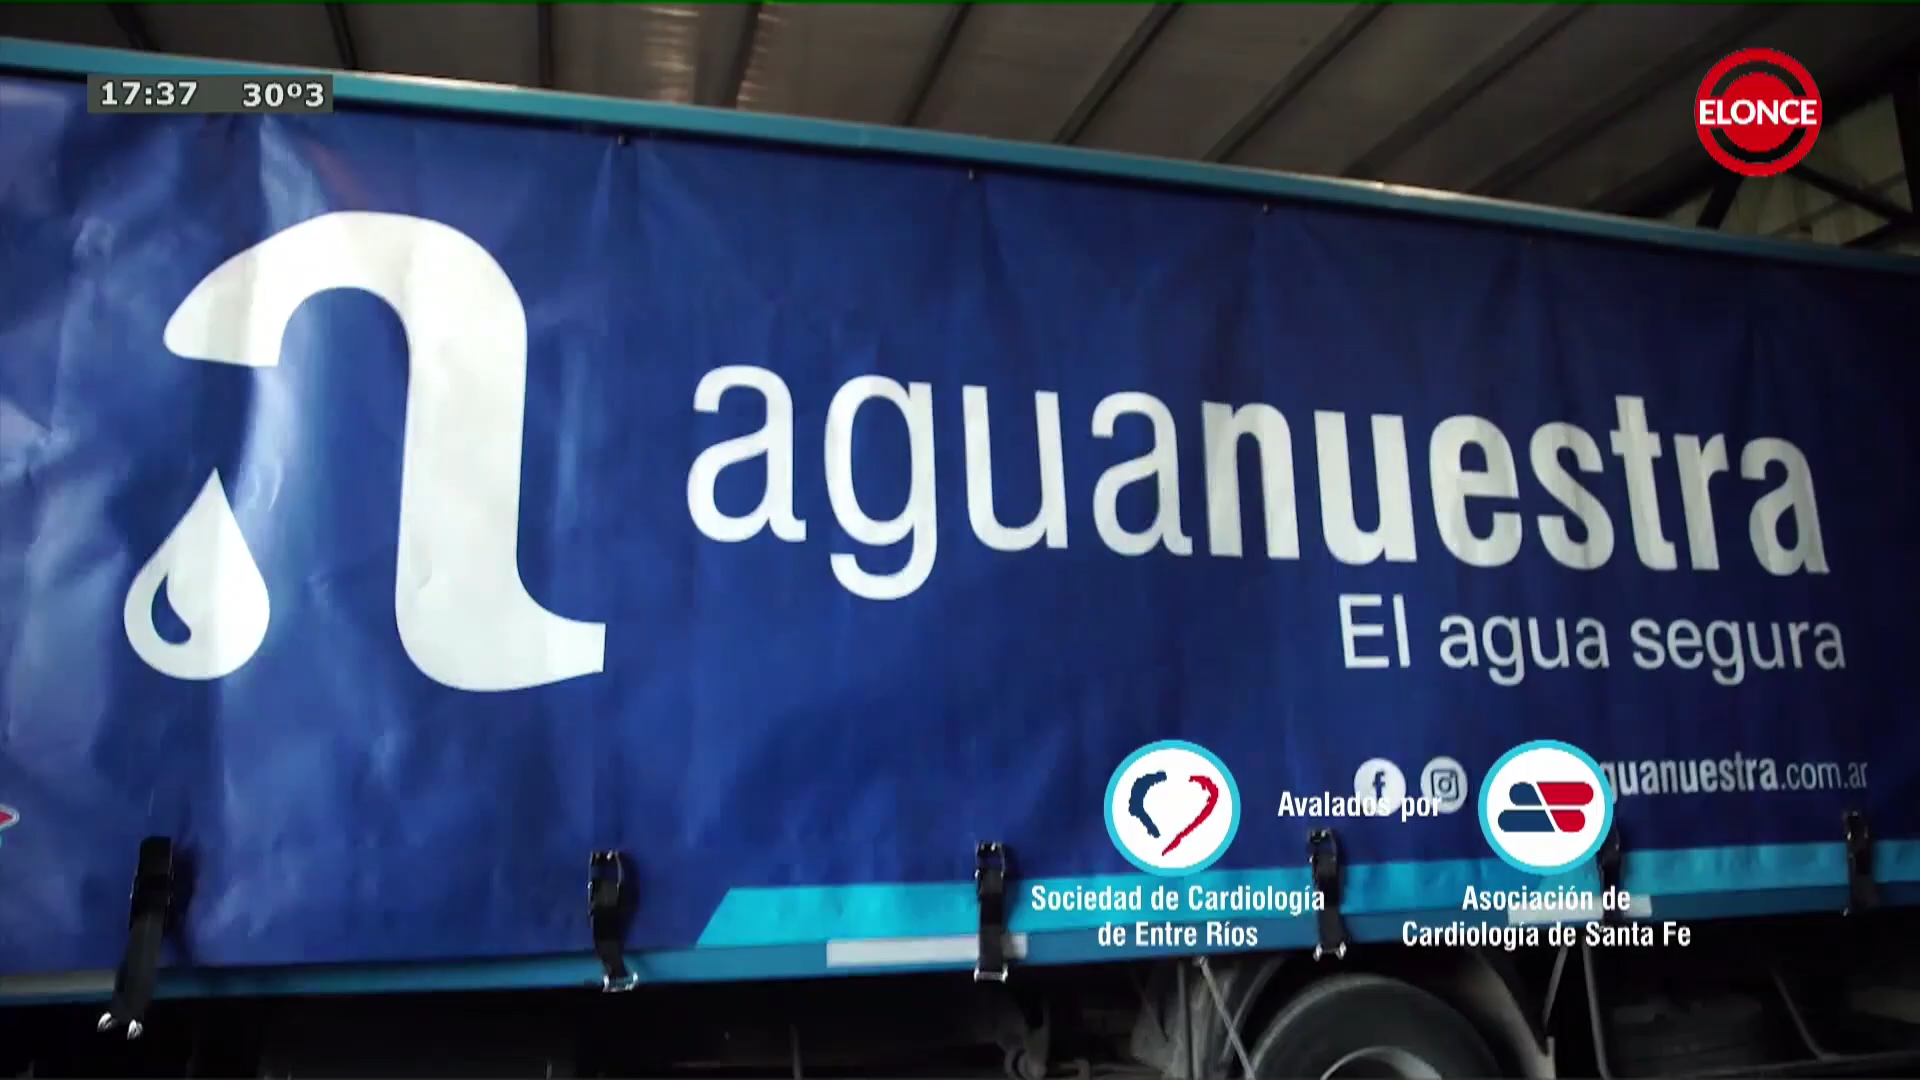 17:37 30º3
ELONCE
aguanuestra
El agua segura
guanuestra.com.ar
Avalados por
Sociedad de Cardiología
de Entre Ríos
Asociación de
Cardiología de Santa Fe